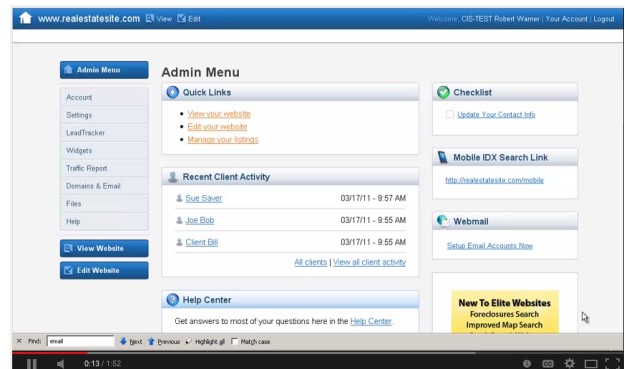 www.realestatesite.com View Edit
Welcome, CIS-TEST Robert Warner | Your Account | Logout
Admin Menu
Account
Settings
LeadTracker
Widgets
Traffic Report
Domains & Email
Files
Help
View Website
Edit Website
Admin Menu
Quick Links
View your website
Edit your website
Manage your listings
Recent Client Activity
Sue Saver 03/17/11 - 9:57 AM
Joe Bob 03/17/11 - 9:55 AM
Client Bill 03/17/11 - 9:55 AM
All clients | View all client activity
Help Center
Get answers to most of your questions here in the Help Center.
Checklist
Update Your Contact Info
Mobile IDX Search Link
http://realestatesite.com/mobile
Webmail
Setup Email Accounts Now
New To Elite Websites
Foreclosures Search
Improved Map Search
× Find: email Next Previous Highlight all Match case
0:13 / 1:52